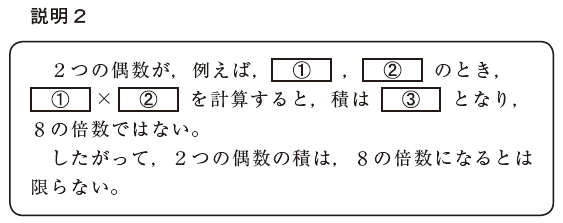 説明２
２つの偶数が，例えば，① ，② のとき，
①×② を計算すると，積は ③ となり，
８の倍数ではない。
したがって，２つの偶数の積は，８の倍数になるとは
限らない。